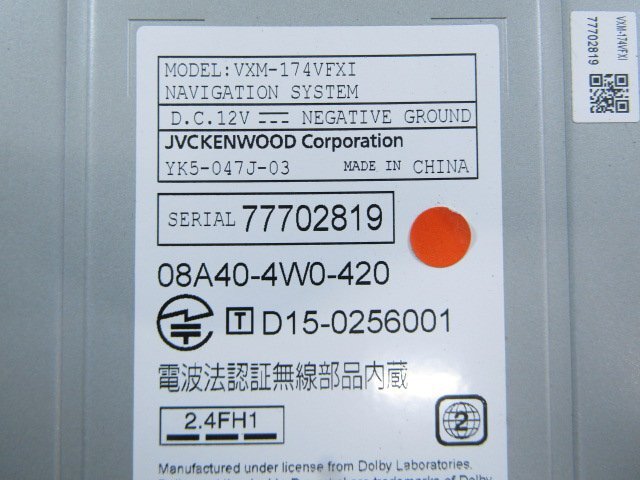 MODEL:VXM-174VFXI
NAVIGATION SYSTEM
D.C.12V NEGATIVE GROUND
JVCKENWOOD Corporation
YK5-047J-03 MADE IN CHINA
SERIAL 77702819
08A40-4W0-420
T D15-0256001
電波法認証無線部品内蔵
2.4FH1
2
Manufactured under license from Dolby Laboratories.
VXM-174VFXI
77702819